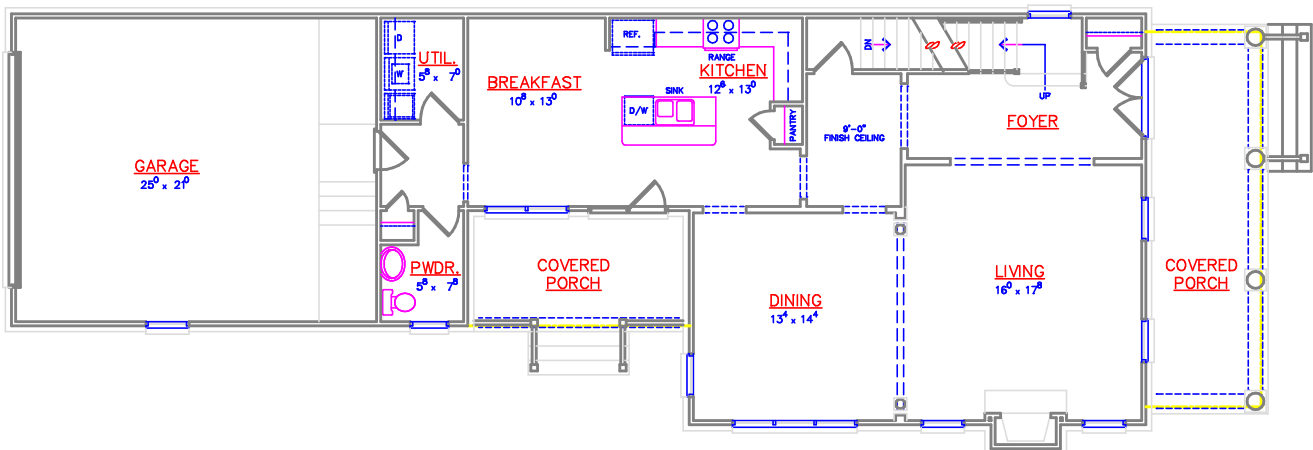 D
W
UTIL.
5⁸ x 7⁰
BREAKFAST
10⁸ x 13⁰
REF.
RANGE
KITCHEN
12⁶ x 13⁰
SINK
D/W
PANTRY
DN
UP
9'-0"
FINISH CEILING
FOYER
GARAGE
25⁰ x 21⁰
PWDR.
5⁸ x 7⁸
COVERED
PORCH
DINING
13⁴ x 14⁴
LIVING
16⁰ x 17⁸
COVERED
PORCH